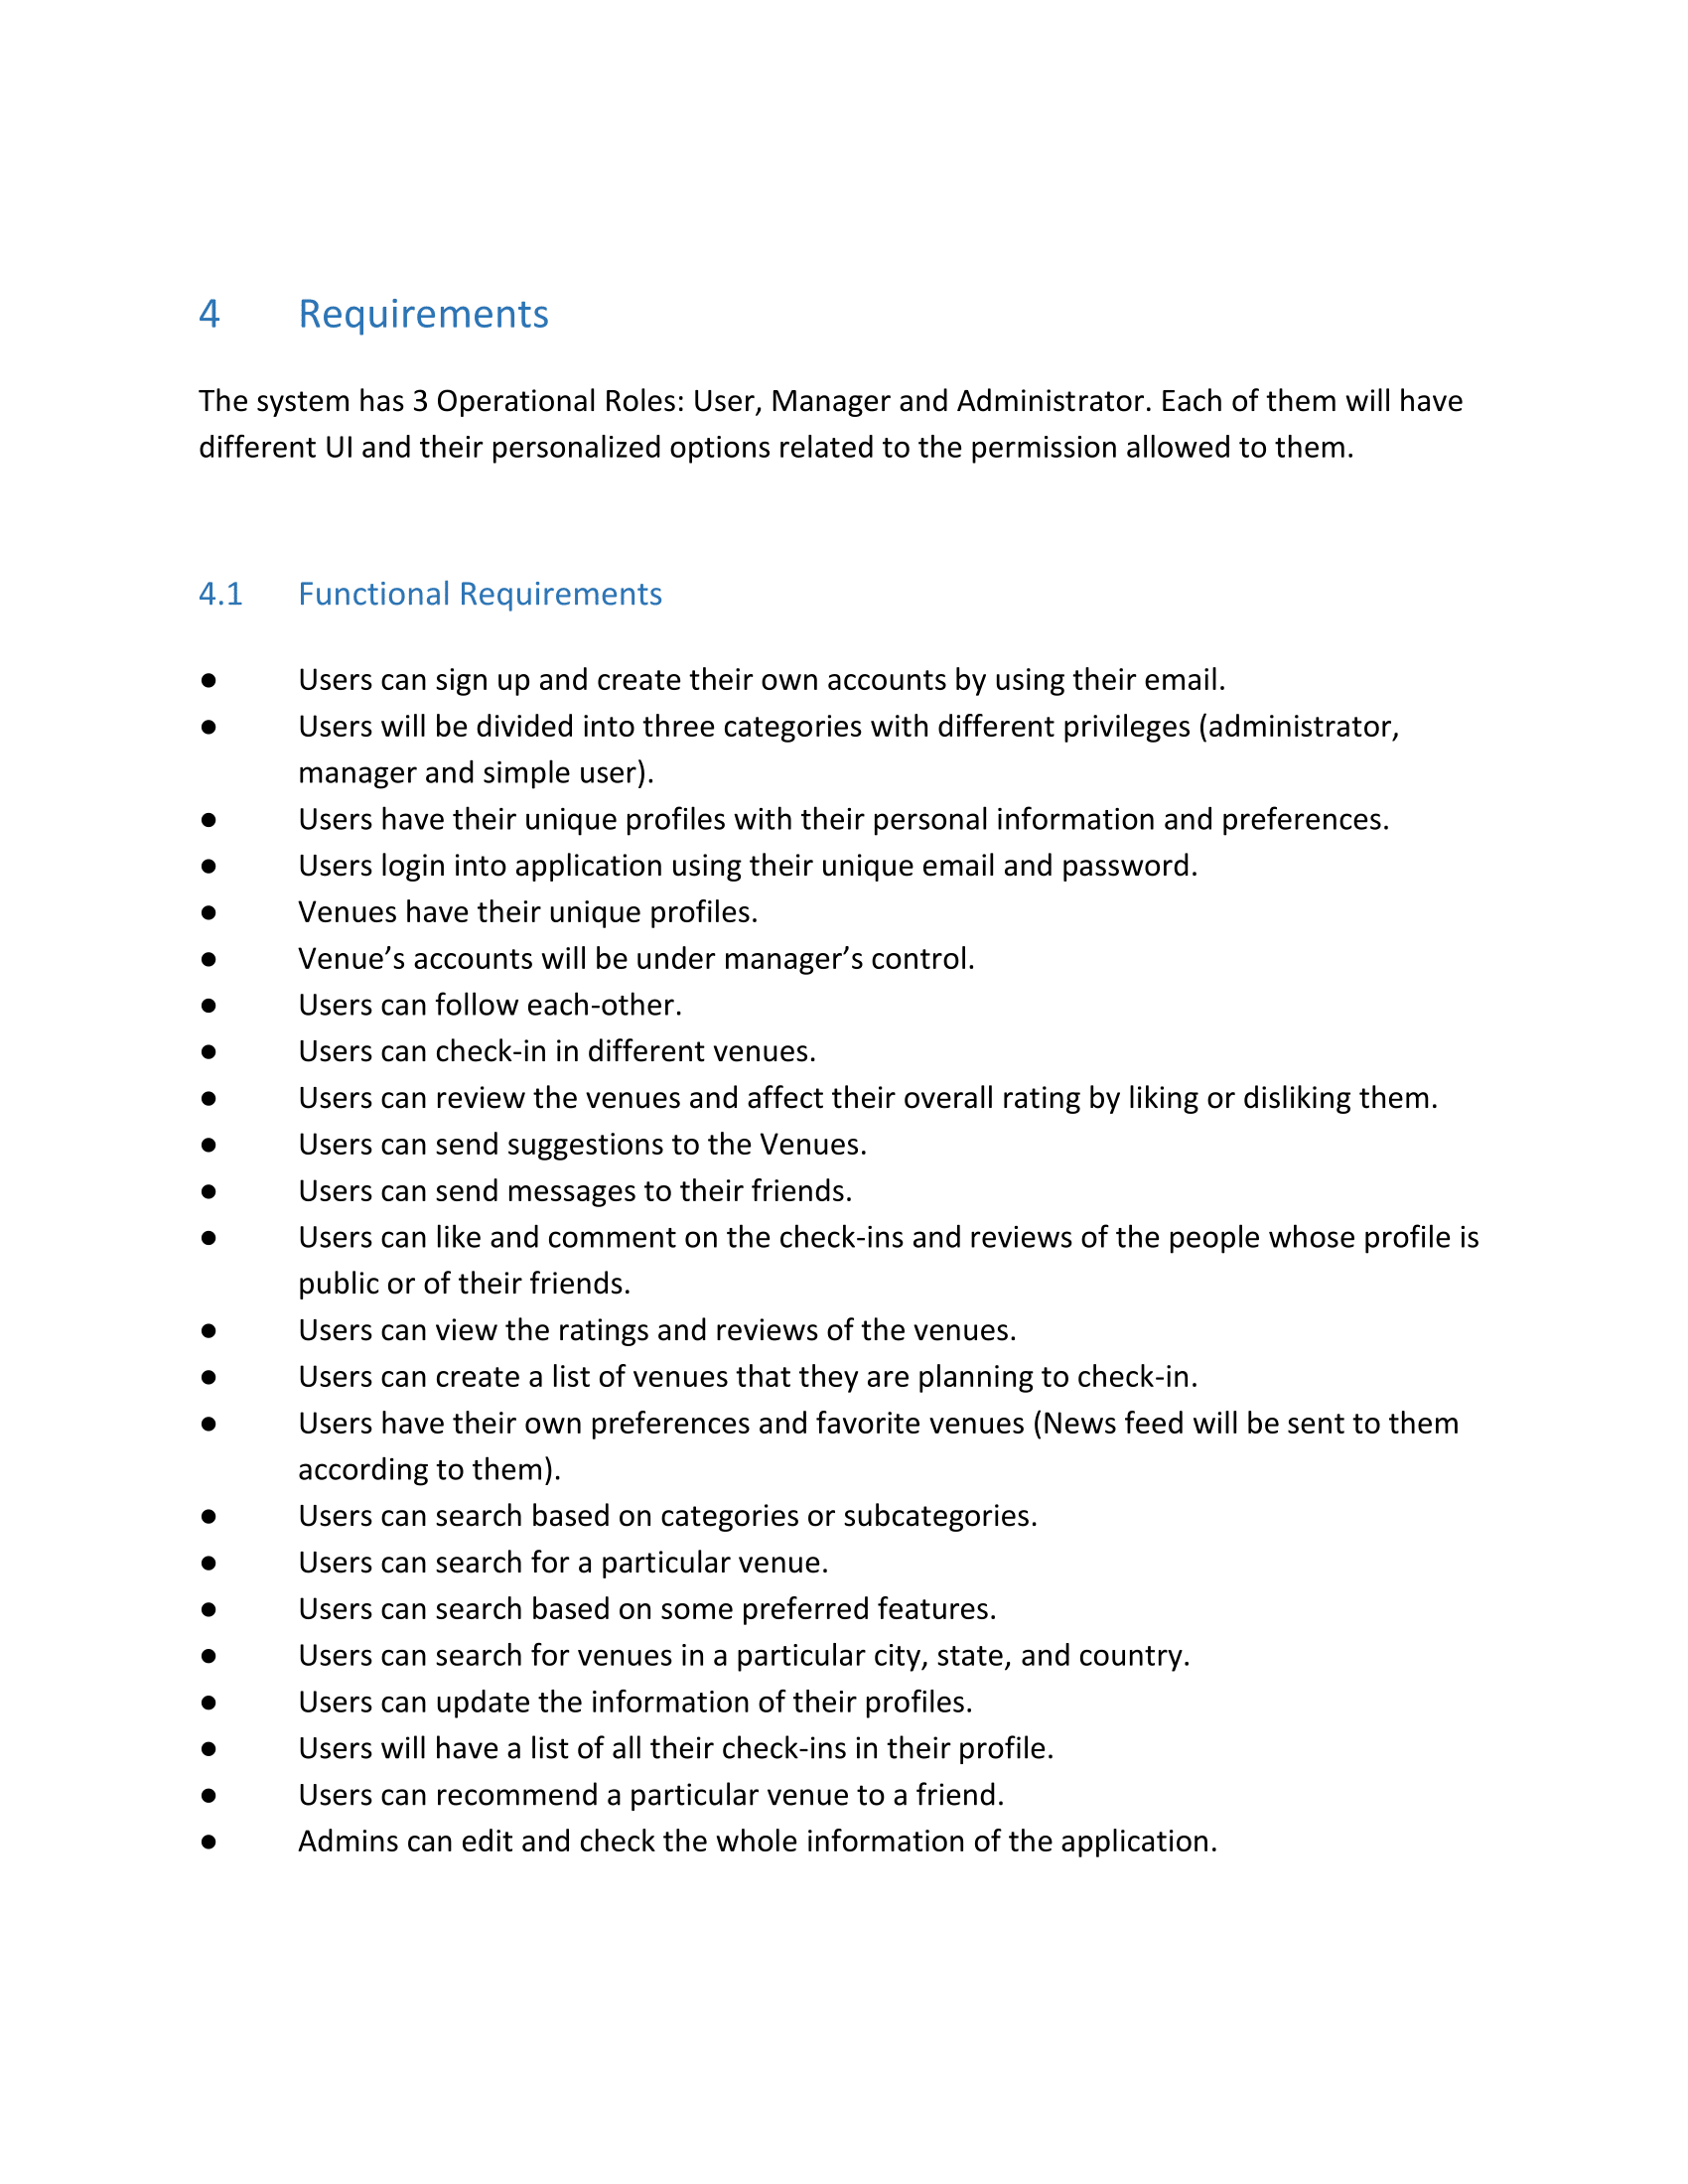 4 Requirements
The system has 3 Operational Roles: User, Manager and Administrator. Each of them will have
different UI and their personalized options related to the permission allowed to them.
4.1 Functional Requirements
● Users can sign up and create their own accounts by using their email.
● Users will be divided into three categories with different privileges (administrator,
manager and simple user).
● Users have their unique profiles with their personal information and preferences.
● Users login into application using their unique email and password.
● Venues have their unique profiles.
● Venue’s accounts will be under manager’s control.
● Users can follow each-other.
● Users can check-in in different venues.
● Users can review the venues and affect their overall rating by liking or disliking them.
● Users can send suggestions to the Venues.
● Users can send messages to their friends.
● Users can like and comment on the check-ins and reviews of the people whose profile is
public or of their friends.
● Users can view the ratings and reviews of the venues.
● Users can create a list of venues that they are planning to check-in.
● Users have their own preferences and favorite venues (News feed will be sent to them
according to them).
● Users can search based on categories or subcategories.
● Users can search for a particular venue.
● Users can search based on some preferred features.
● Users can search for venues in a particular city, state, and country.
● Users can update the information of their profiles.
● Users will have a list of all their check-ins in their profile.
● Users can recommend a particular venue to a friend.
● Admins can edit and check the whole information of the application.